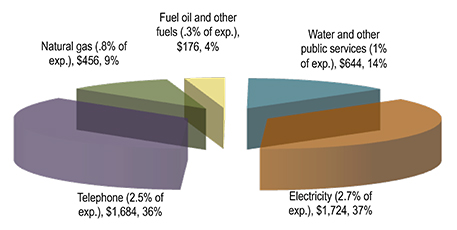 Fuel oil and other
fuels (.3% of exp.),
$176, 4%
Natural gas (.8% of
exp.), $456, 9%
Water and other
public services (1%
of exp.), $644, 14%
Telephone (2.5% of
exp.), $1,684, 36%
Electricity (2.7% of
exp.), $1,724, 37%